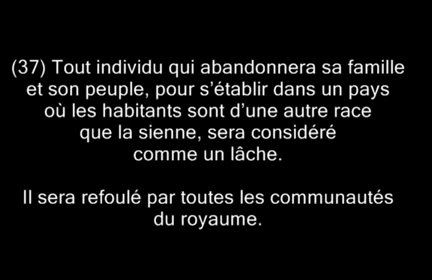 (37) Tout individu qui abandonnera sa famille
et son peuple, pour s'établir dans un pays
où les habitants sont d'une autre race
que la sienne, sera considéré
comme un lâche.
Il sera refoulé par toutes les communautés
du royaume.